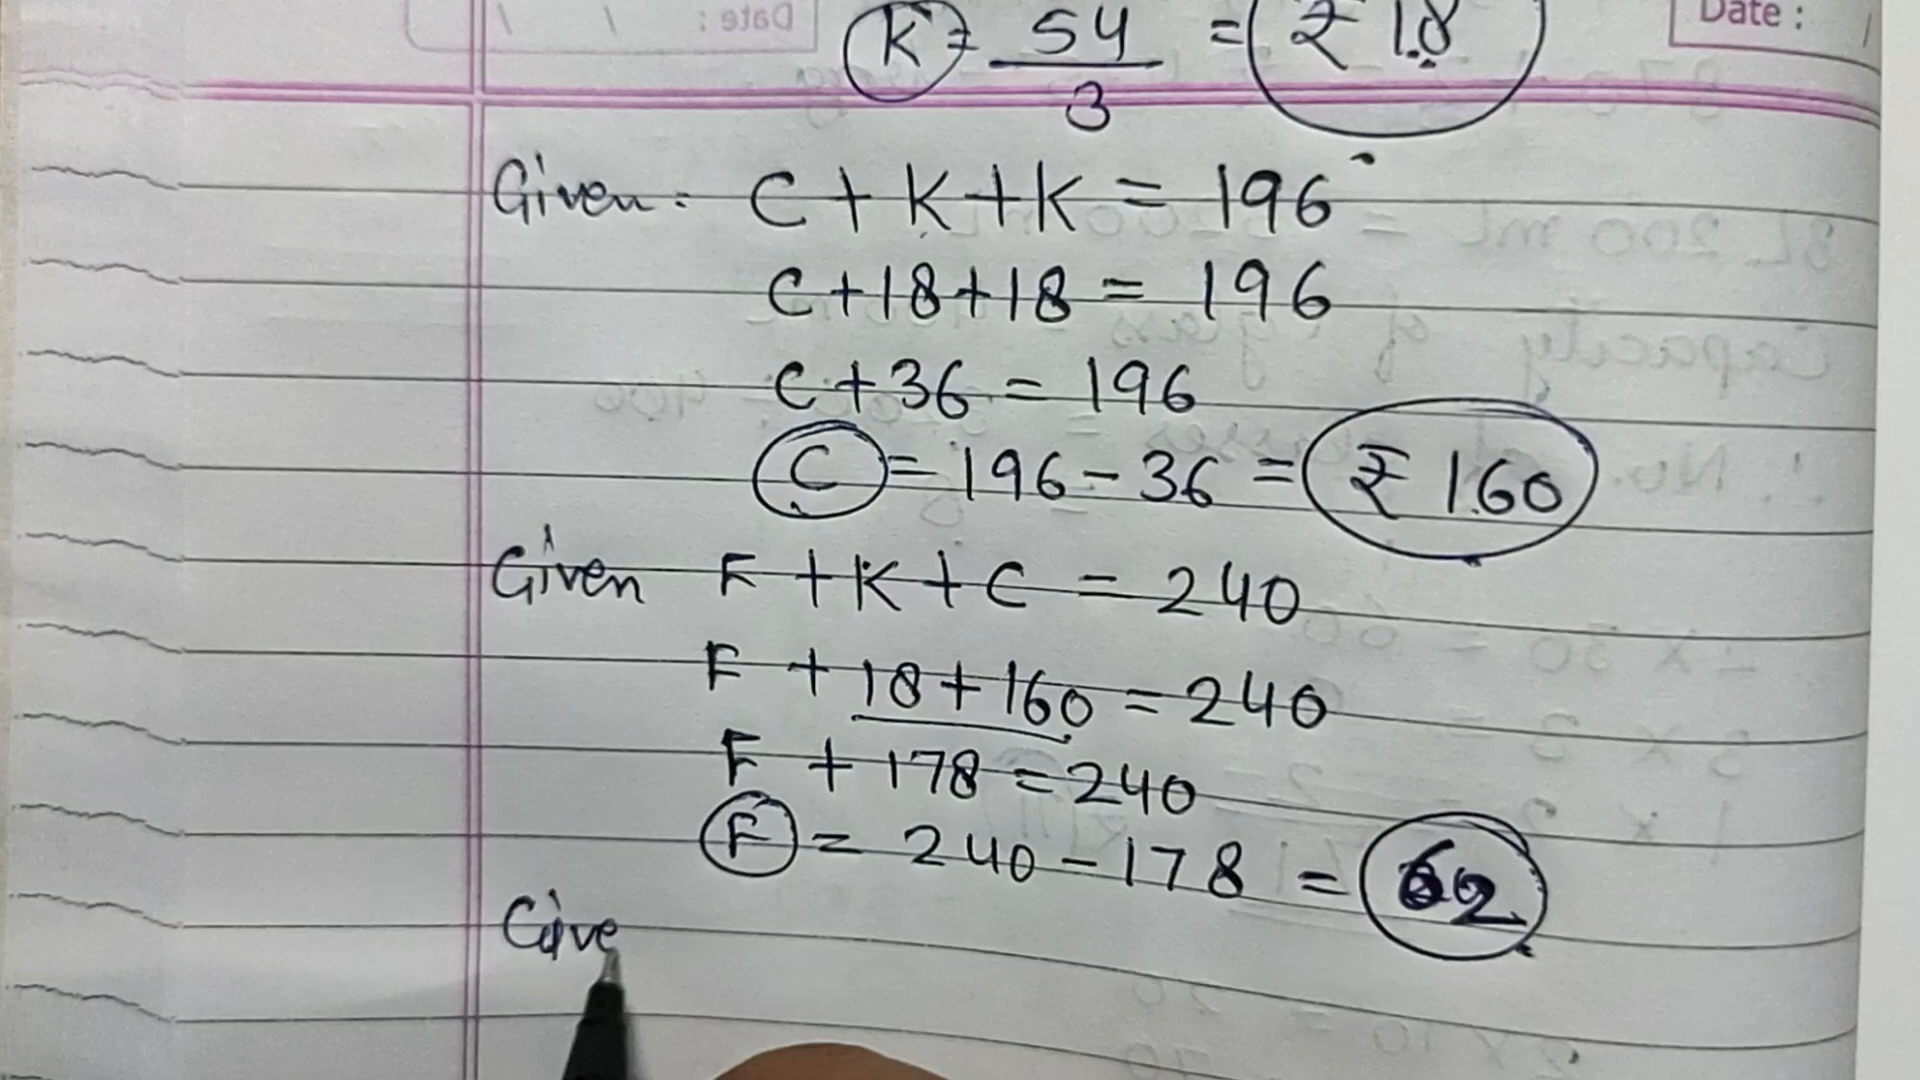 Date :
K = 54/3 = ₹ 18
Given: C + K + K = 196
C + 18 + 18 = 196
C + 36 = 196
C = 196 - 36 = ₹ 160
Given F + K + C = 240
F + 18 + 160 = 240
F + 178 = 240
F = 240 - 178 = 62
Give